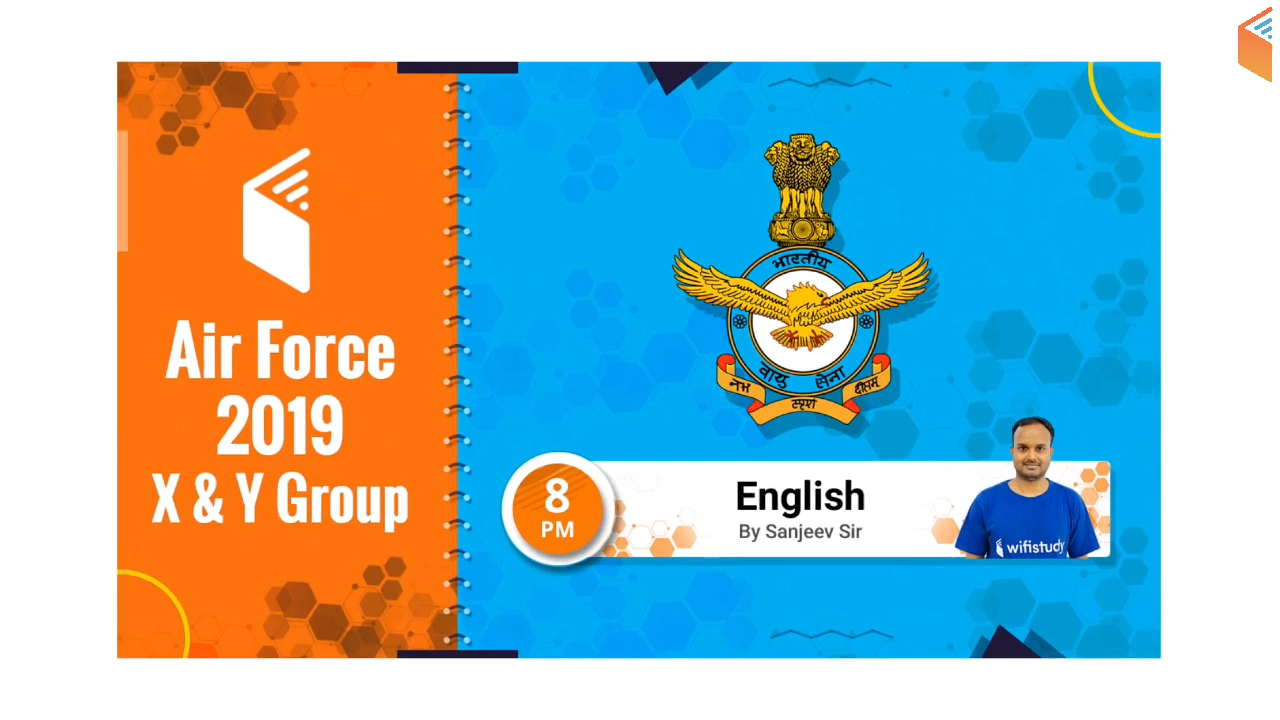 Air Force
2019
X & Y Group
भारतीय
वायु सेना
नभः
स्पृशं
दीप्तम्
8
PM
English
By Sanjeev Sir
wifistudy